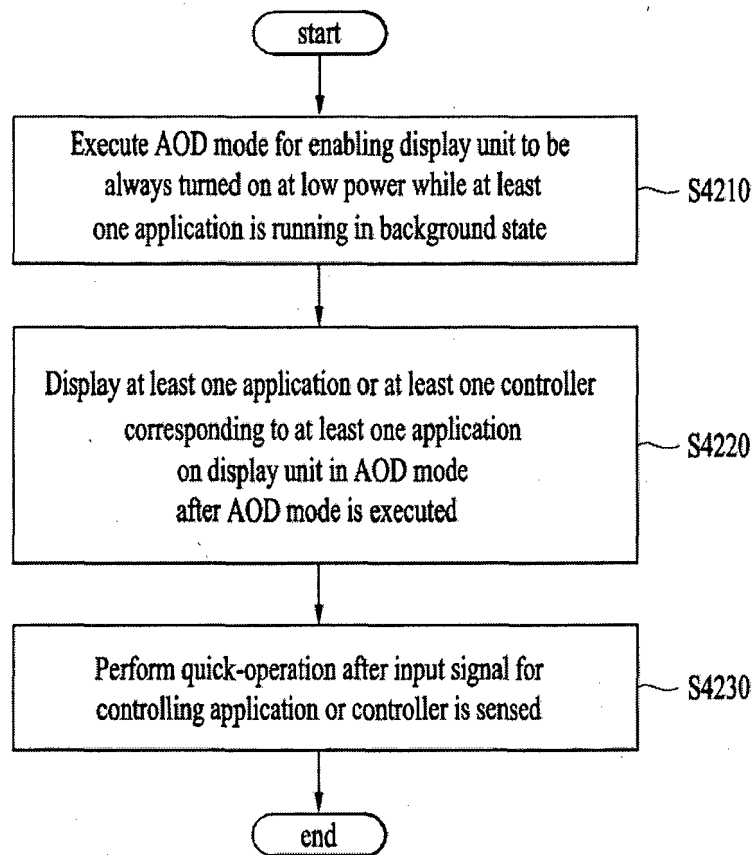 start
Execute AOD mode for enabling display unit to be
always turned on at low power while at least
one application is running in background state
S4210
Display at least one application or at least one controller
corresponding to at least one application
on display unit in AOD mode
after AOD mode is executed
S4220
Perform quick-operation after input signal for
controlling application or controller is sensed
S4230
end